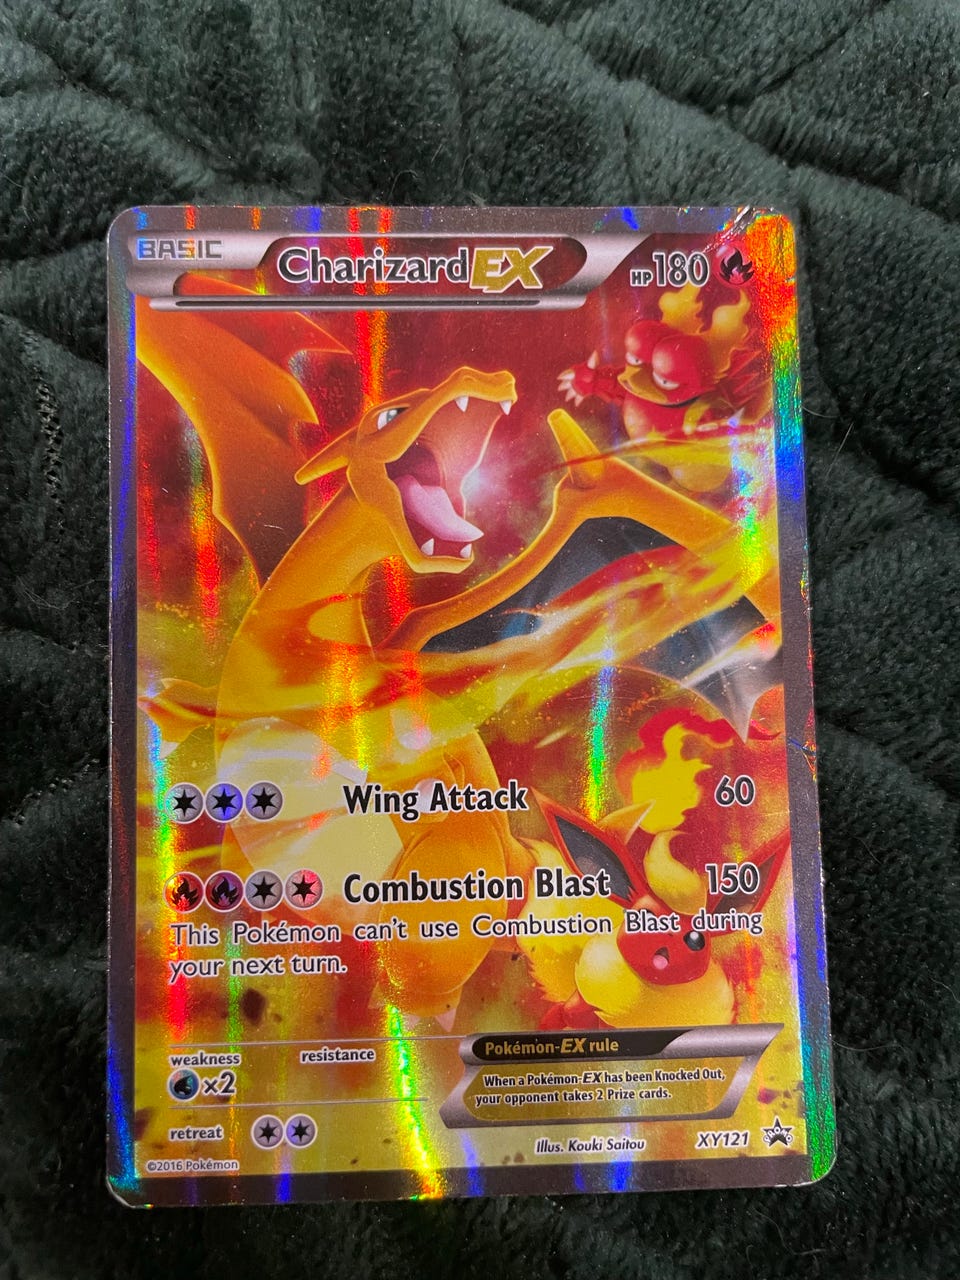 BASIC
Charizard EX
HP 180
Wing Attack 60
Combustion Blast 150
This Pokémon can't use Combustion Blast during
your next turn.
weakness resistance
×2
retreat
Pokémon-EX rule
When a Pokémon-EX has been Knocked Out,
your opponent takes 2 Prize cards.
Illus. Kouki Saitou XY121
©2016 Pokémon